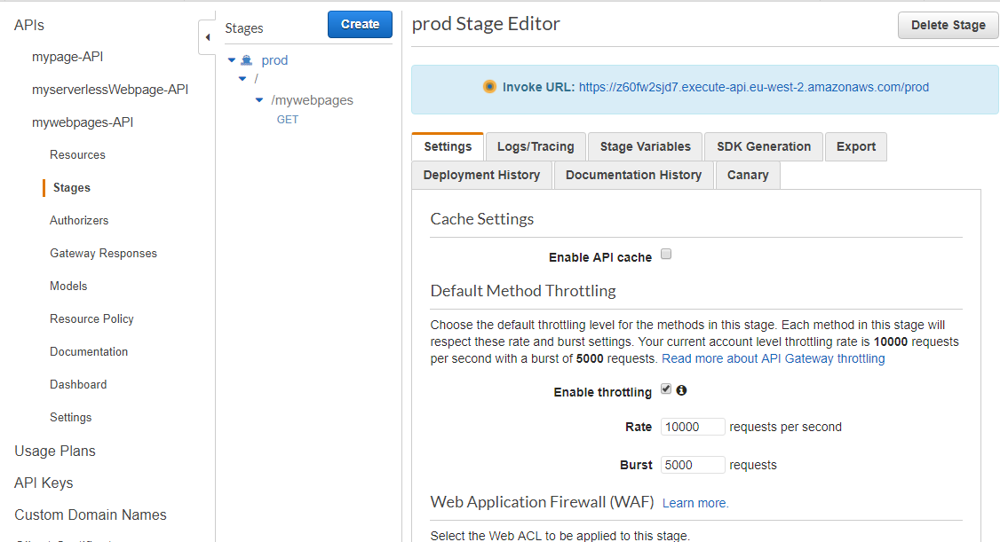 APIs
mypage-API
myserverlessWebpage-API
mywebpages-API
Resources
Stages
Authorizers
Gateway Responses
Models
Resource Policy
Documentation
Dashboard
Settings
Usage Plans
API Keys
Custom Domain Names
Stages
Create
prod
/
/mywebpages
GET
prod Stage Editor
Delete Stage
Invoke URL: https://z60fw2sjd7.execute-api.eu-west-2.amazonaws.com/prod
Settings Logs/Tracing Stage Variables SDK Generation Export
Deployment History Documentation History Canary
Cache Settings
Enable API cache
Default Method Throttling
Choose the default throttling level for the methods in this stage. Each method in this stage will
respect these rate and burst settings. Your current account level throttling rate is 10000 requests
per second with a burst of 5000 requests. Read more about API Gateway throttling
Enable throttling
Rate 10000 requests per second
Burst 5000 requests
Web Application Firewall (WAF) Learn more.
Select the Web ACL to be applied to this stage.